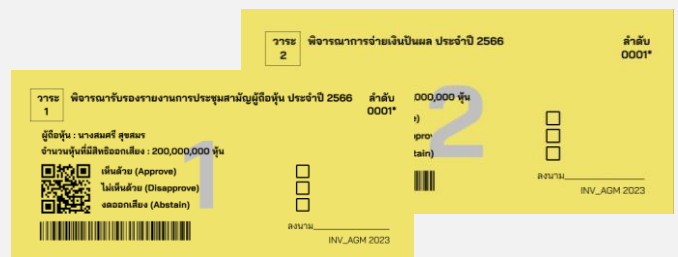 วาระ พิจารณาการจ่ายเงินปันผล ประจำปี 2566 ลำดับ
2 0001*
000,000 หุ้น
ลงนาม
INV_AGM 2023
2
วาระ พิจารณารับรองรายงานการประชุมสามัญผู้ถือหุ้น ประจำปี 2566 ลำดับ
1 0001*
ผู้ถือหุ้น : นางสมศรี สุขสมร
จำนวนหุ้นที่มีสิทธิออกเสียง : 200,000,000 หุ้น
เห็นด้วย (Approve)
ไม่เห็นด้วย (Disapprove)
งดออกเสียง (Abstain)
1
ลงนาม
INV_AGM 2023